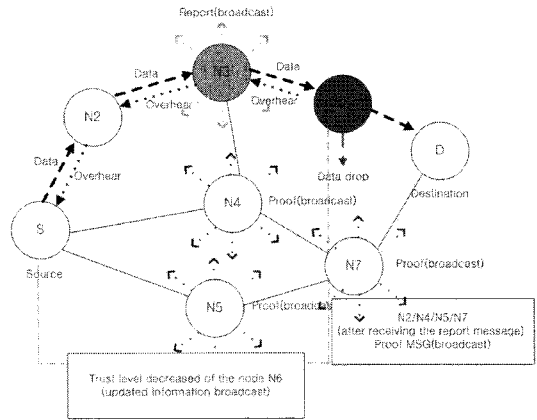 Report(broadcast)
N3
Data
Data
Overhear
Overhear
N2
Data
Overhear
D
Data drop
Destination
N4
Proof(broadcast)
S
Source
N7
Proof(broadcast)
N5
Proof(broadcast)
N2/N4/N5/N7
(after receiving the report message)
Proof MSG(broadcast)
Trust level decreased of the node N6
(updated information broadcast)